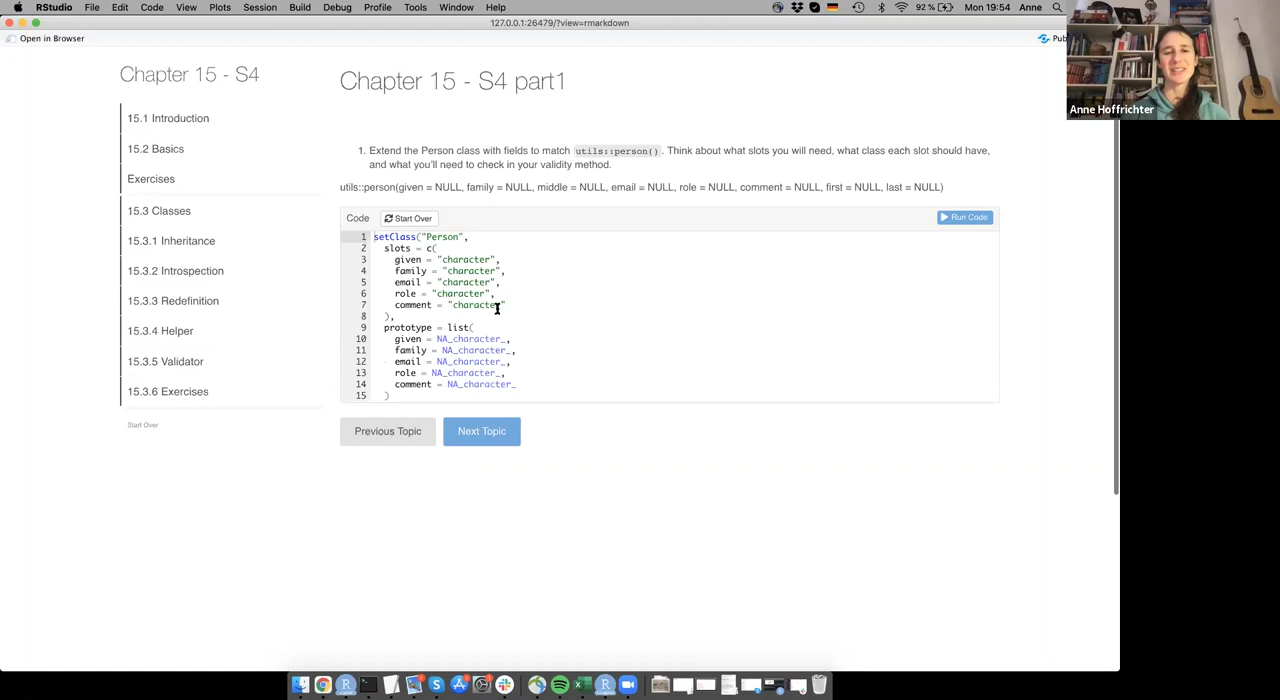 RStudio File Edit Code View Plots Session Build Debug Profile Tools Window Help 92 % Mon 19:54 Anne
127.0.0.1:26479/?view=rmarkdown
Open in Browser
Pub
Anne Hoffrichter
Chapter 15 - S4
15.1 Introduction
15.2 Basics
Exercises
15.3 Classes
15.3.1 Inheritance
15.3.2 Introspection
15.3.3 Redefinition
15.3.4 Helper
15.3.5 Validator
15.3.6 Exercises
Start Over
Chapter 15 - S4 part1
1. Extend the Person class with fields to match utils::person(). Think about what slots you will need, what class each slot should have,
and what you'll need to check in your validity method.
utils::person(given = NULL, family = NULL, middle = NULL, email = NULL, role = NULL, comment = NULL, first = NULL, last = NULL)
Code Start Over Run Code
1 setClass("Person",
2 slots = c(
3 given = "character",
4 family = "character",
5 email = "character",
6 role = "character",
7 comment = "character"
8 ),
9 prototype = list(
10 given = NA_character_,
11 family = NA_character_,
12 email = NA_character_,
13 role = NA_character_,
14 comment = NA_character_
15 )
Previous Topic Next Topic